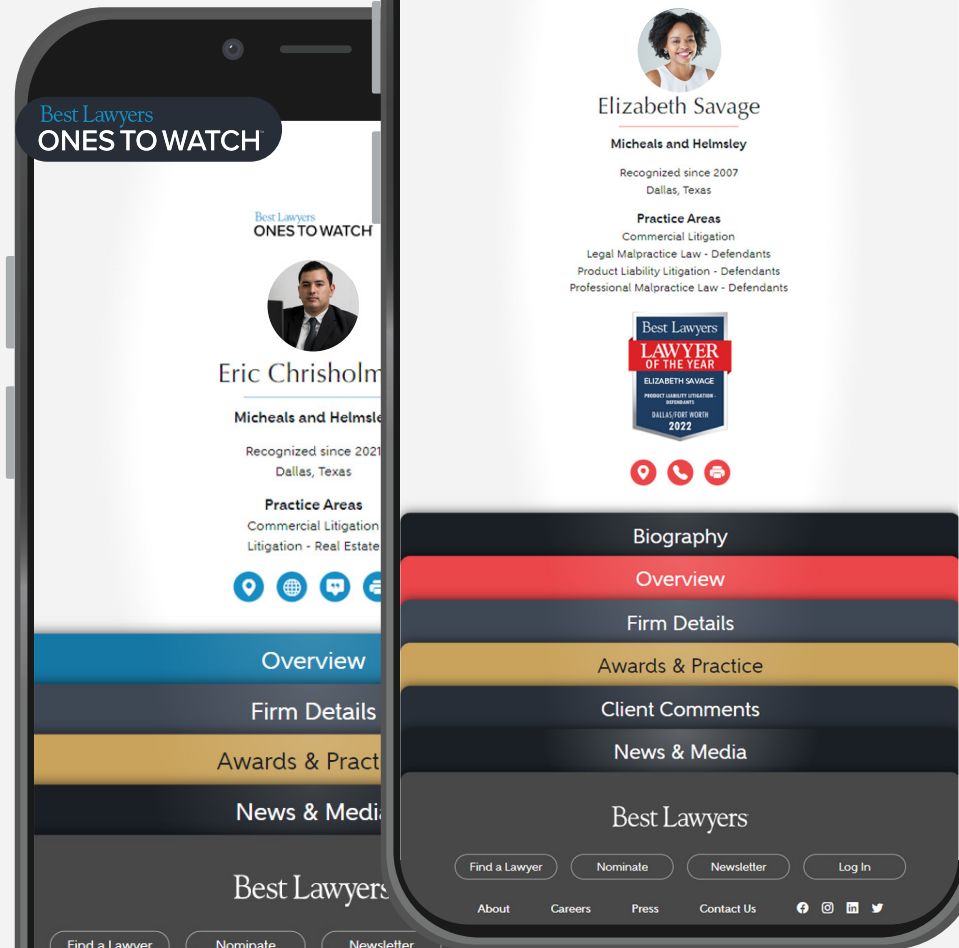 Best Lawyers
ONES TO WATCH
Best Lawyers
ONES TO WATCH
Eric Chrisholm
Micheals and Helmsle
Recognized since 2021
Dallas, Texas
Practice Areas
Commercial Litigation
Litigation - Real Estate
Overview
Firm Details
Awards & Pract
News & Media
Best Lawyers
Find a Lawyer
Nominate
Newsletter
Elizabeth Savage
Micheals and Helmsley
Recognized since 2007
Dallas, Texas
Practice Areas
Commercial Litigation
Legal Malpractice Law - Defendants
Product Liability Litigation - Defendants
Professional Malpractice Law - Defendants
Best Lawyers
LAWYER
OF THE YEAR
ELIZABETH SAVAGE
PRODUCT LIABILITY LITIGATION -
DEFENDANTS
DALLAS/FORT WORTH
2022
Biography
Overview
Firm Details
Awards & Practice
Client Comments
News & Media
Best Lawyers
Find a Lawyer
Nominate
Newsletter
Log In
About
Careers
Press
Contact Us